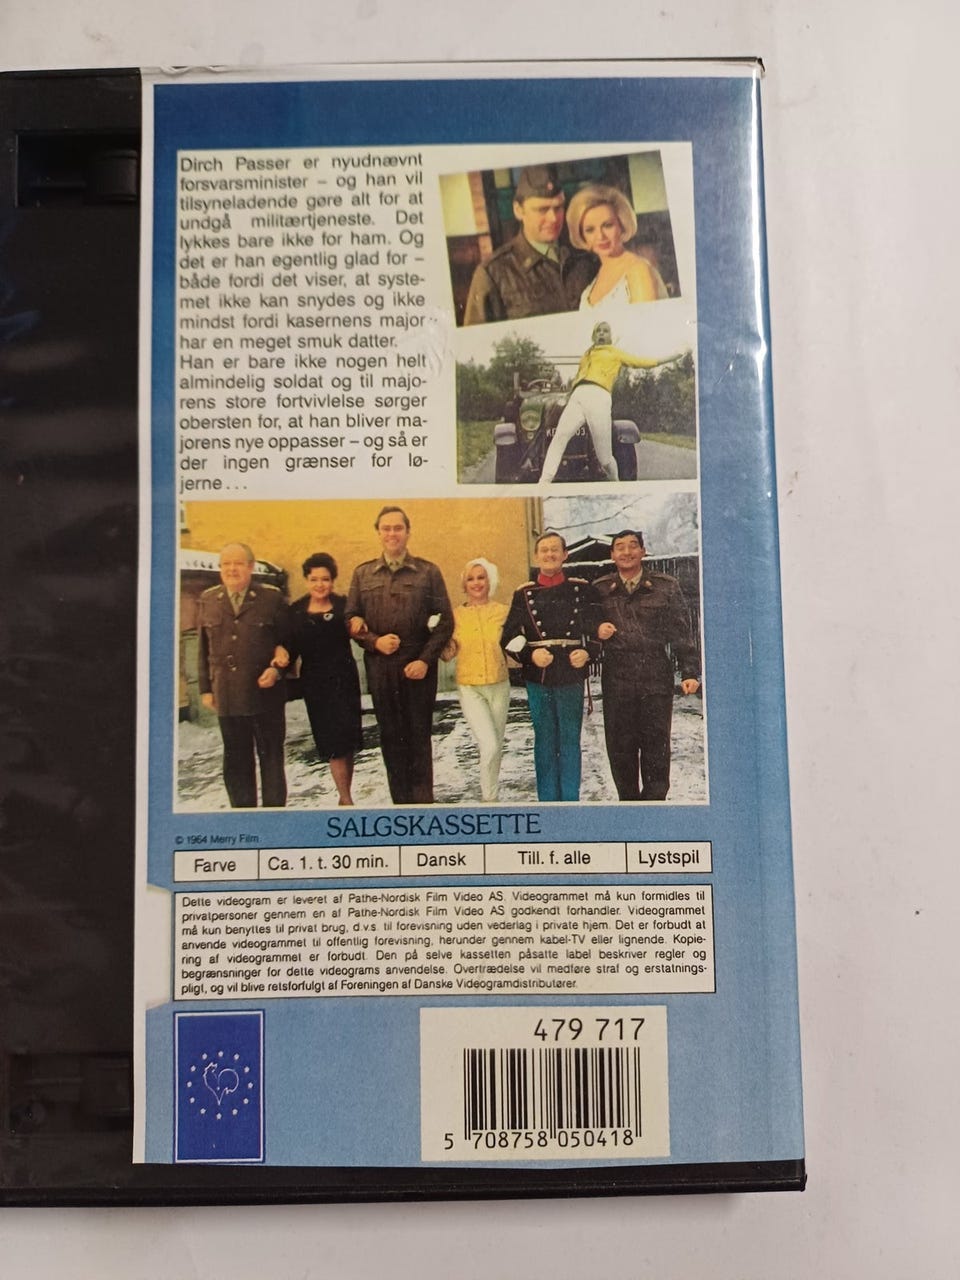 Dirch Passer er nyudnævnt
forsvarsminister – og han vil
tilsyneladende gøre alt for at
undgå militærtjeneste. Det
lykkes bare ikke for ham. Og
det er han egentlig glad for –
både fordi det viser, at syste-
met ikke kan snydes og ikke
mindst fordi kasernens major
har en meget smuk datter.
Han er bare ikke nogen helt
almindelig soldat og til majo-
rens store fortvivlelse sørger
obersten for, at han bliver ma-
jorens nye oppasser – og så er
der ingen grænser for lø-
jerne...
SALGSKASSETTE
© 1964 Merry Film.
Farve Ca. 1. t. 30 min. Dansk Till. f. alle Lystspil
Dette videogram er leveret af Pathe-Nordisk Film Video AS. Videogrammet må kun formidles til
privatpersoner gennem en af Pathe-Nordisk Film Video AS godkendt forhandler. Videogrammet
må kun benyttes til privat brug, d.v.s. til forevisning uden vederlag i private hjem. Det er forbudt at
anvende videogrammet til offentlig forevisning, herunder gennem kabel-TV eller lignende. Kopie-
ring af videogrammet er forbudt. Den på selve kassetten påsatte label beskriver regler og
begrænsninger for dette videograms anvendelse. Overtrædelse vil medføre straf og erstatnings-
pligt, og vil blive retsforfulgt af Foreningen af Danske Videogramdistributører.
479 717
5 708758 050418